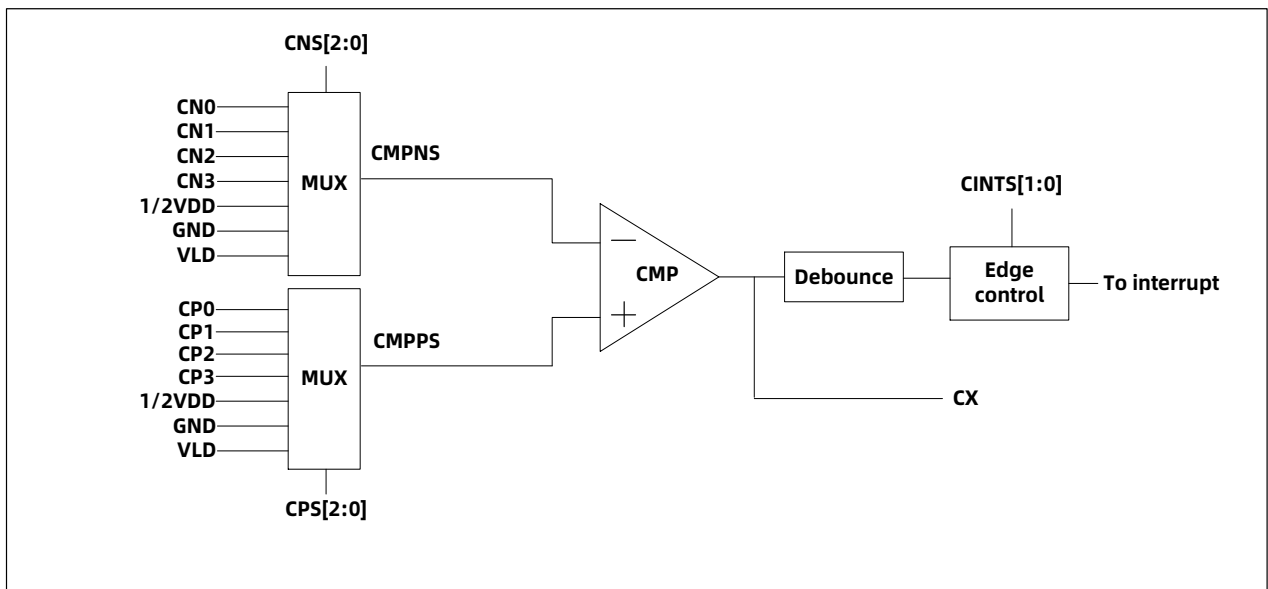 CNS[2:0]
CN0
CN1
CN2
CN3
1/2VDD
GND
VLD
MUX
CMPNS
CP0
CP1
CP2
CP3
1/2VDD
GND
VLD
MUX
CMPPS
CPS[2:0]
−
CMP
+
Debounce
CINTS[1:0]
Edge
control
To interrupt
CX